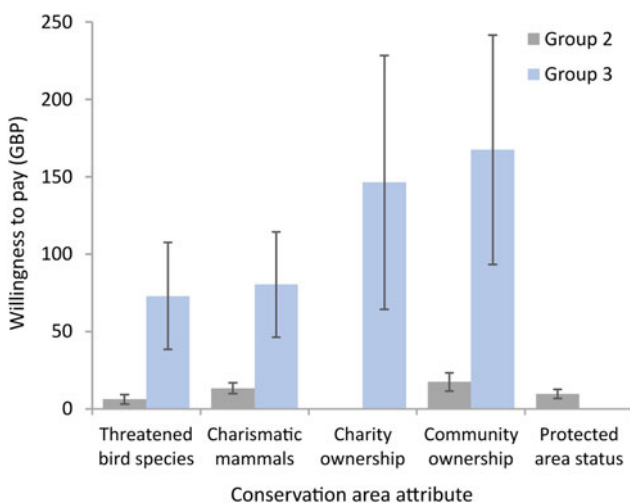 250
200
150
100
50
0
Willingness to pay (GBP)
Group 2
Group 3
Threatened
bird species
Charismatic
mammals
Charity
ownership
Community
ownership
Protected
area status
Conservation area attribute